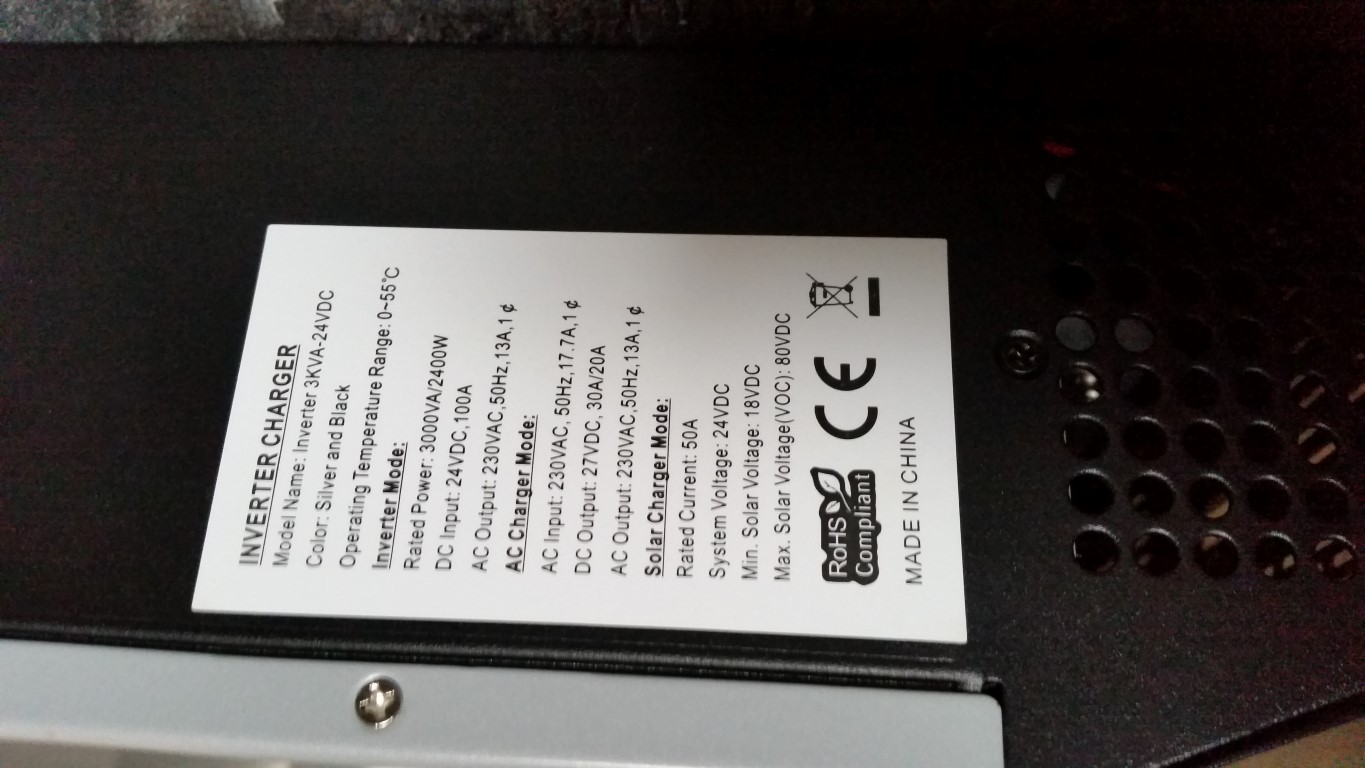 INVERTER CHARGER
Model Name: Inverter 3KVA-24VDC
Color: Silver and Black
Operating Temperature Range: 0~55°C
Inverter Mode:
Rated Power: 3000VA/2400W
DC Input: 24VDC,100A
AC Output: 230VAC,50Hz,13A,1¢
AC Charger Mode:
AC Input: 230VAC, 50Hz,17.7A,1¢
DC Output: 27VDC, 30A/20A
AC Output: 230VAC,50Hz,13A,1¢
Solar Charger Mode:
Rated Current: 50A
System Voltage: 24VDC
Min. Solar Voltage: 18VDC
Max. Solar Voltage(VOC): 80VDC
RoHS
Compliant
CE
MADE IN CHINA